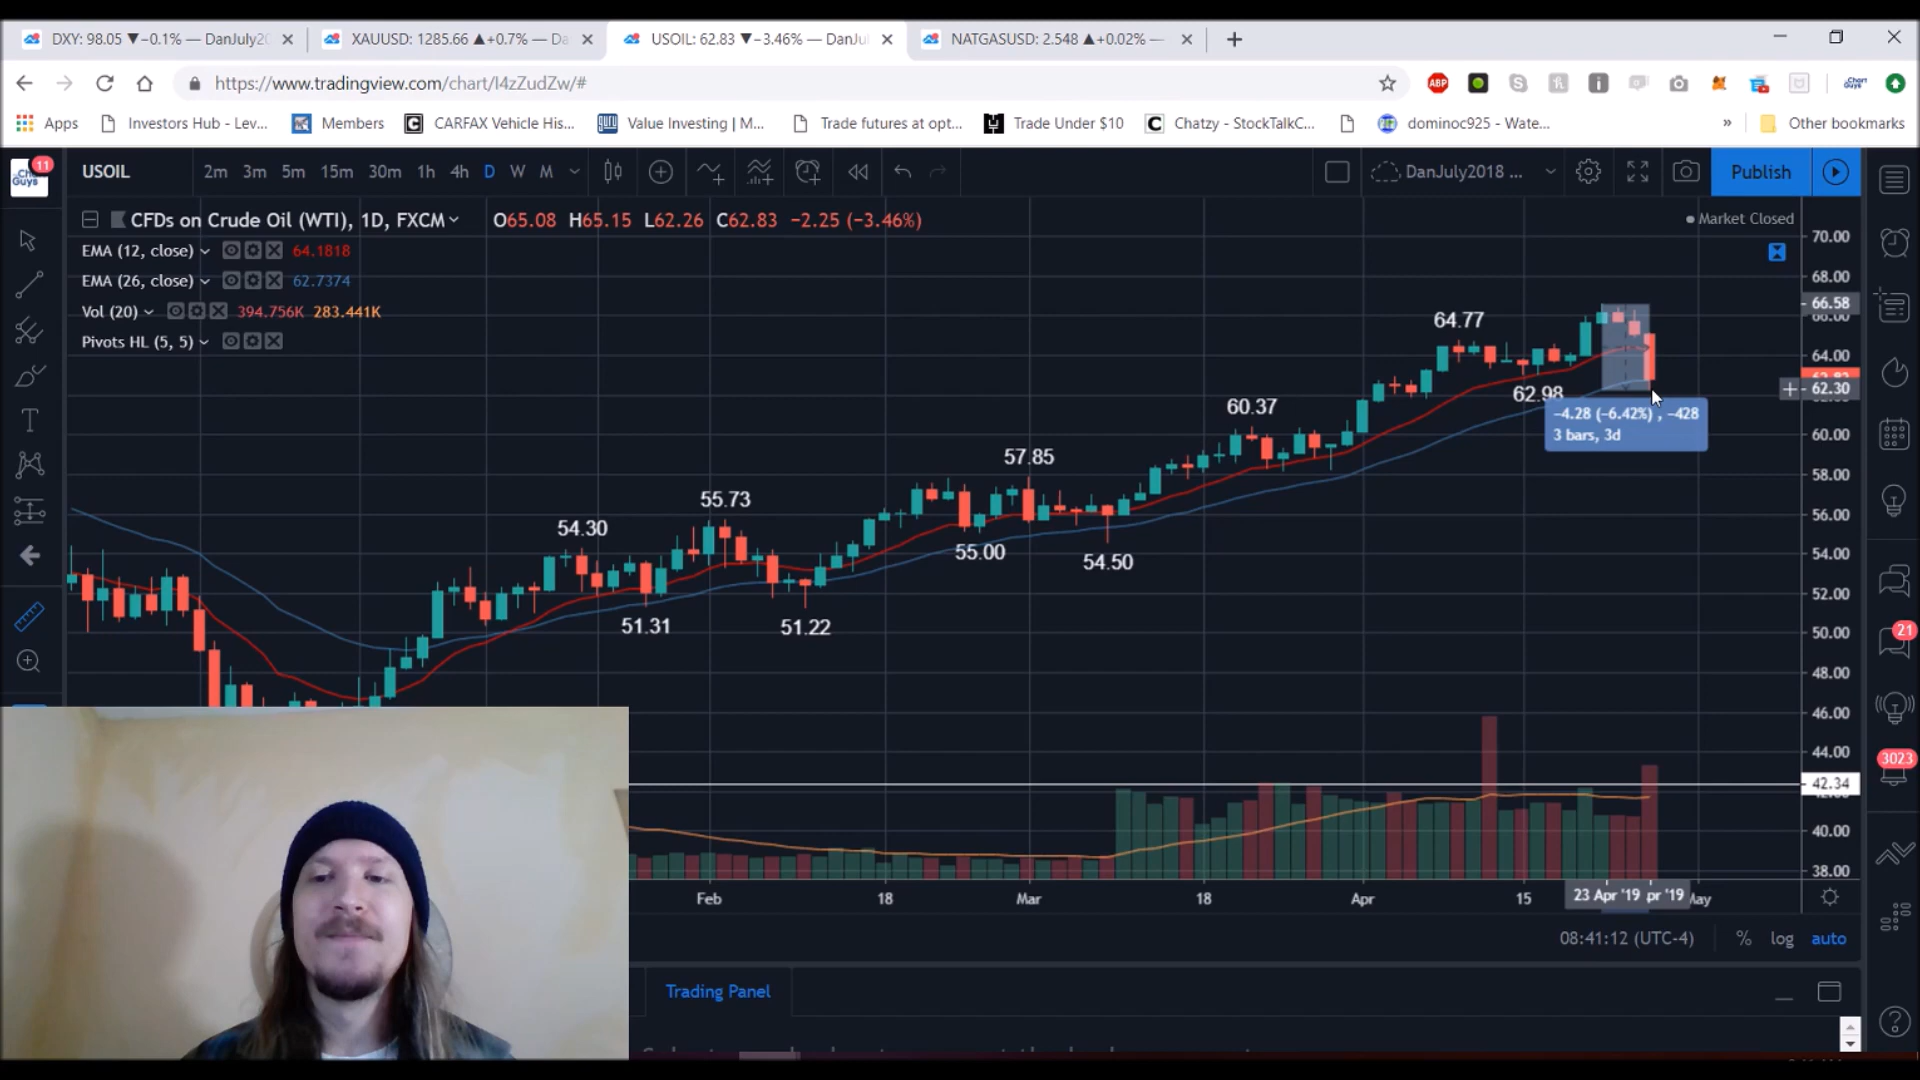 DXY: 98.05 ▼−0.1% — DanJuly20
XAUUSD: 1285.66 ▲+0.7% — Da
USOIL: 62.83 ▼−3.46% — DanJul
NATGASUSD: 2.548 ▲+0.02% —
https://www.tradingview.com/chart/I4zZudZw/#
ABP
Apps
Investors Hub - Lev...
Members
CARFAX Vehicle His...
Value Investing | M...
Trade futures at opt...
Trade Under $10
Chatzy - StockTalkC...
dominoc925 - Wate...
»
Other bookmarks
11
USOIL
2m 3m 5m 15m 30m 1h 4h D W M
DanJuly2018 ...
Publish
CFDs on Crude Oil (WTI), 1D, FXCM
O65.08 H65.15 L62.26 C62.83 −2.25 (−3.46%)
Market Closed
EMA (12, close) 64.1818
EMA (26, close) 62.7374
Vol (20) 394.756K 283.441K
Pivots HL (5, 5)
70.00
68.00
66.58
64.00
62.30
60.00
58.00
56.00
54.00
52.00
50.00
48.00
46.00
44.00
42.34
40.00
38.00
54.30
55.73
57.85
60.37
64.77
62.98
55.00
54.50
51.31
51.22
−4.28 (−6.42%) , −428
3 bars, 3d
21
3023
Feb 18 Mar 18 Apr 15 23 Apr '19 pr '19 May
08:41:12 (UTC-4) % log auto
Trading Panel